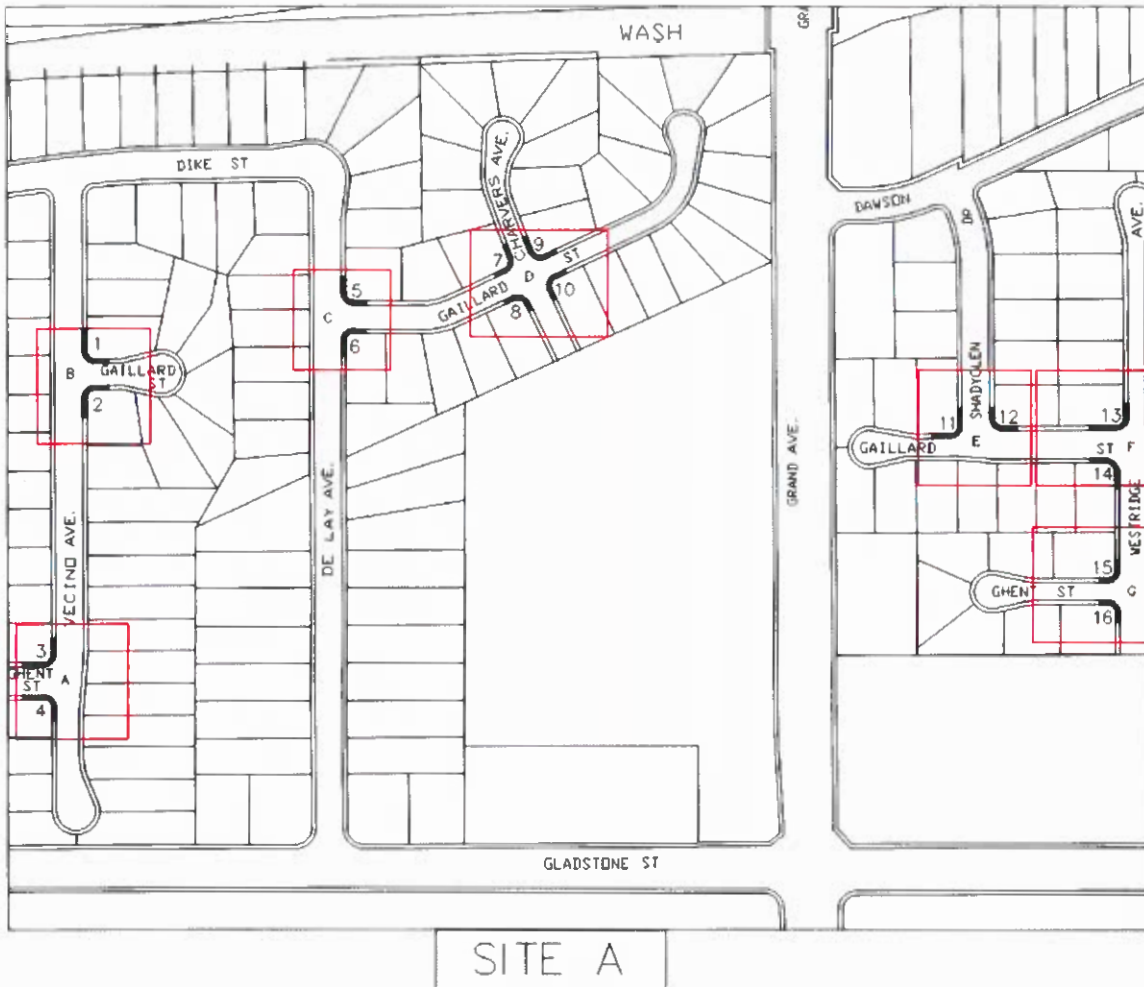 WASH
GRA
DIKE ST
CHARVERS AVE.
DAWSON
DR
AVE.
7
9
ST
D
10
8
GAILLARD
5
C
6
1
B
GAILLARD
ST
2
SHADYGLEN
11
12
13
GAILLARD
E
ST F
14
GRAND AVE.
DE LAY AVE.
WESTRIDGE
VECINO AVE.
15
GHENT ST
G
16
3
HENT
A
ST
4
GLADSTONE ST
SITE A